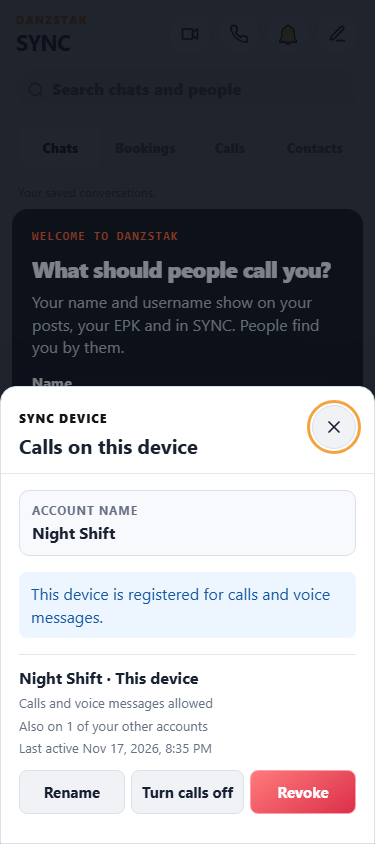 DANZSTAK
SYNC
Search chats and people
Chats Bookings Calls Contacts
Your saved conversations.
WELCOME TO DANZSTAK
What should people call you?
Your name and username show on your
posts, your EPK and in SYNC. People find
you by them.
Name
SYNC DEVICE
Calls on this device
ACCOUNT NAME
Night Shift
This device is registered for calls and voice
messages.
Night Shift · This device
Calls and voice messages allowed
Also on 1 of your other accounts
Last active Nov 17, 2026, 8:35 PM
Rename Turn calls off Revoke